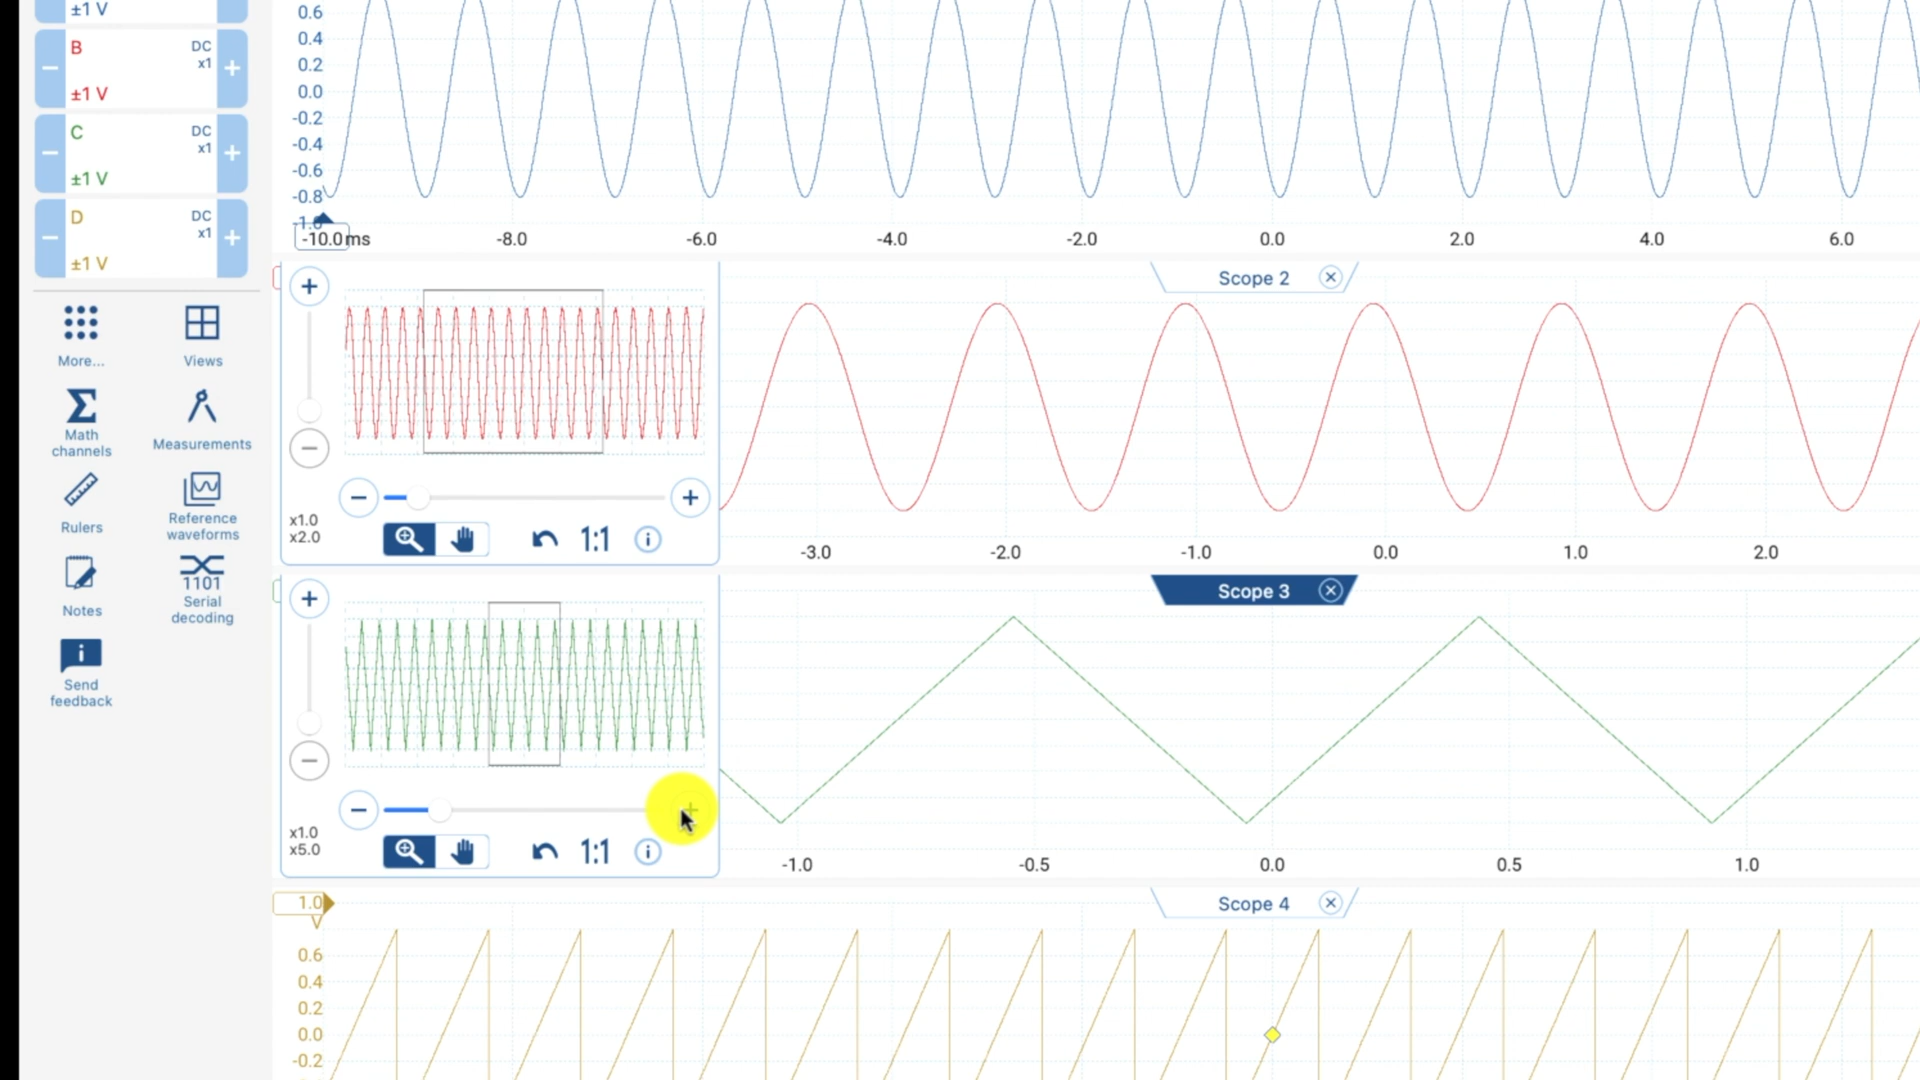 ±1 V
B
DC
x1
±1 V
C
DC
x1
±1 V
D
DC
x1
±1 V
More...
Views
Math
channels
Measurements
Rulers
Reference
waveforms
Notes
1101
Serial
decoding
Send
feedback
0.6
0.4
0.2
0.0
-0.2
-0.4
-0.6
-0.8
-10.0 ms
-8.0
-6.0
-4.0
-2.0
0.0
2.0
4.0
6.0
Scope 2
x1.0
x2.0
1:1
-3.0
-2.0
-1.0
0.0
1.0
2.0
Scope 3
x1.0
x5.0
1:1
-1.0
-0.5
0.0
0.5
1.0
Scope 4
1.0
V
0.6
0.4
0.2
0.0
-0.2